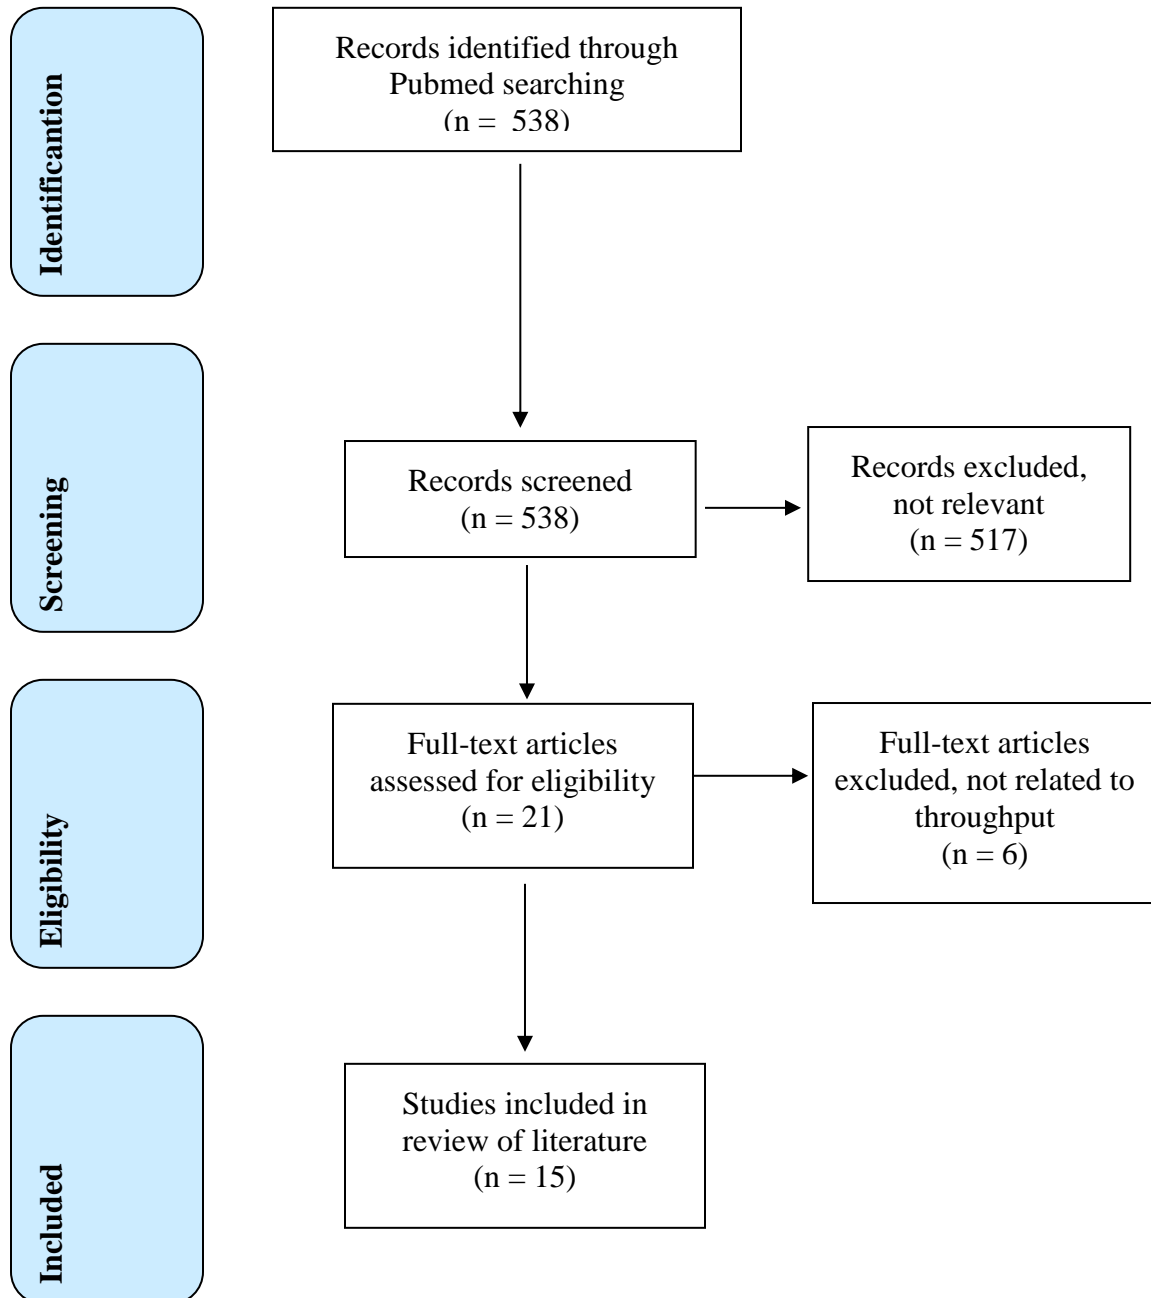 Identificantion
Records identified through
Pubmed searching
(n = 538)
Screening
Records screened
(n = 538)
Records excluded,
not relevant
(n = 517)
Eligibility
Full-text articles
assessed for eligibility
(n = 21)
Full-text articles
excluded, not related to
throughput
(n = 6)
Included
Studies included in
review of literature
(n = 15)